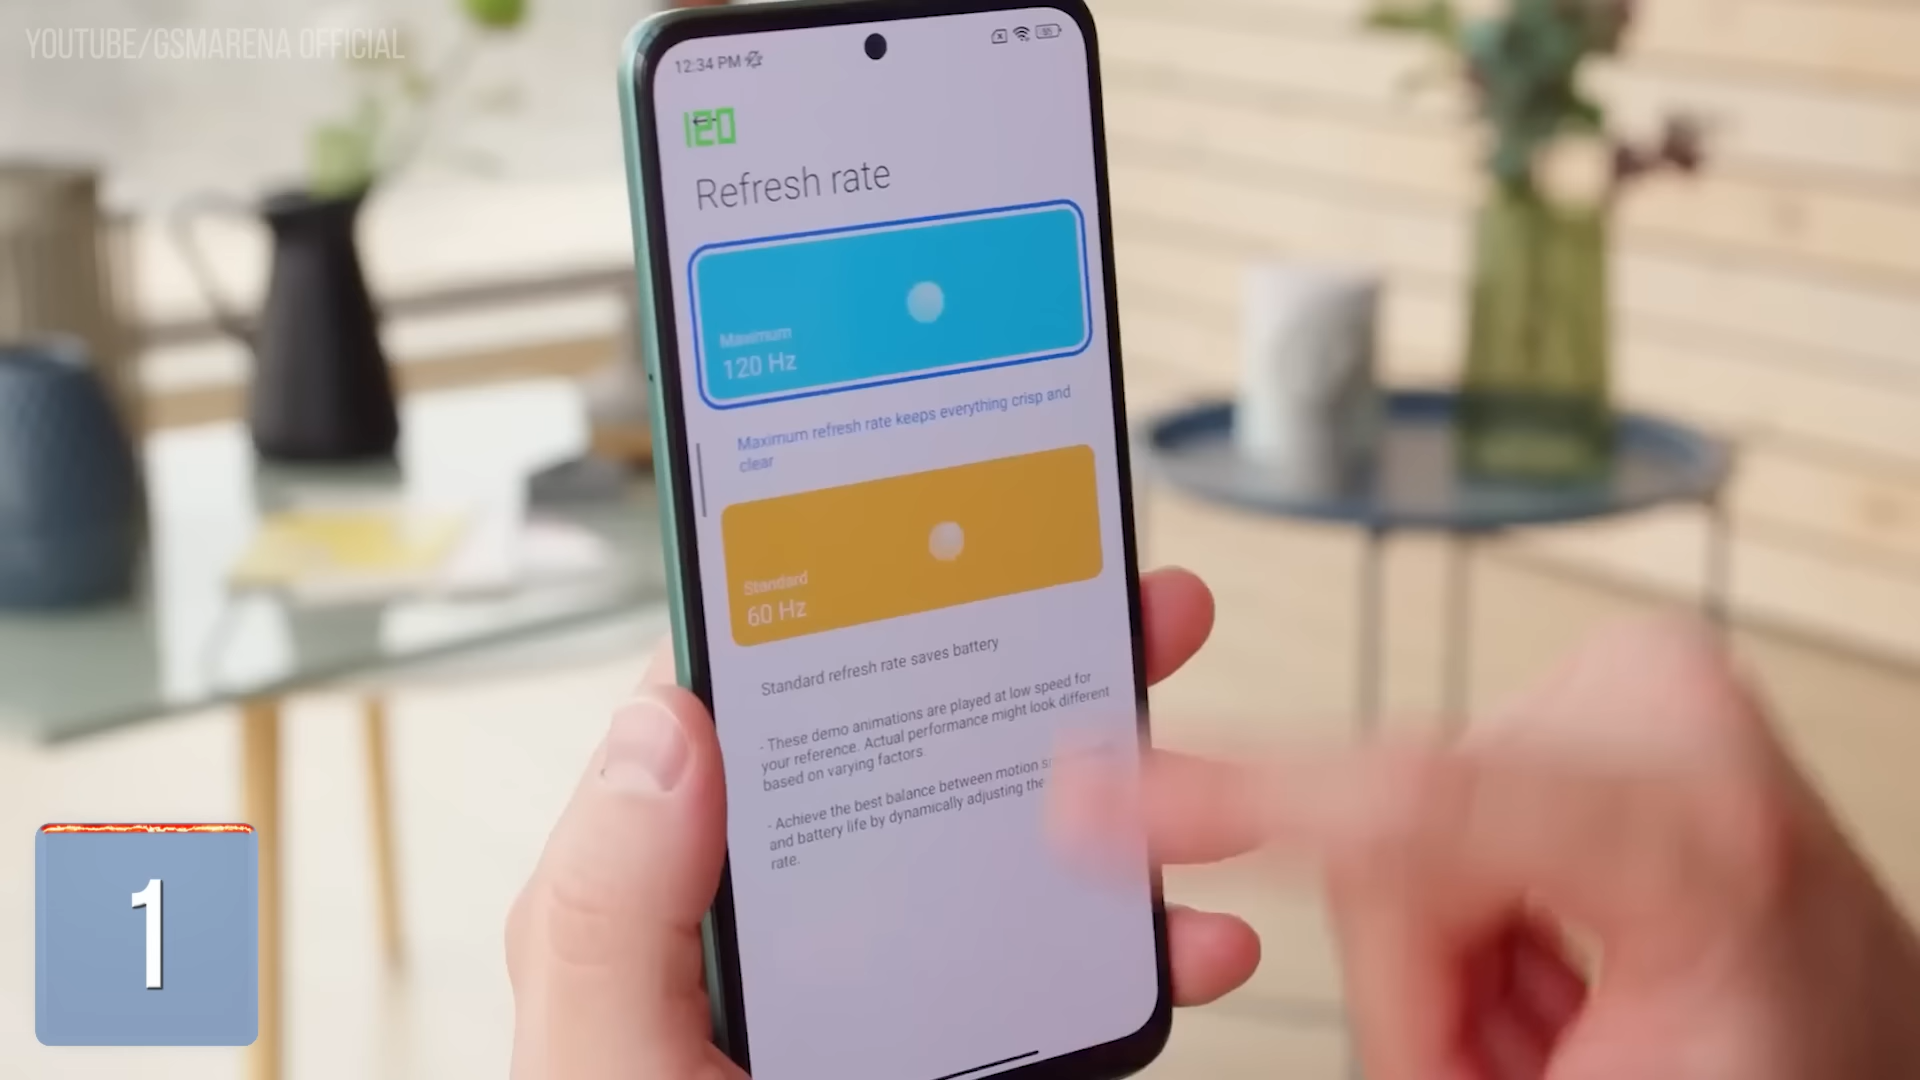 YOUTUBE/GSMARENA OFFICIAL
12:34 PM
120
Refresh rate
Maximum
120 Hz
Maximum refresh rate keeps everything crisp and
clear
Standard
60 Hz
Standard refresh rate saves battery
- These demo animations are played at low speed for
your reference. Actual performance might look different
based on varying factors.
- Achieve the best balance between motion
and battery life by dynamically adjusting the
rate.
1